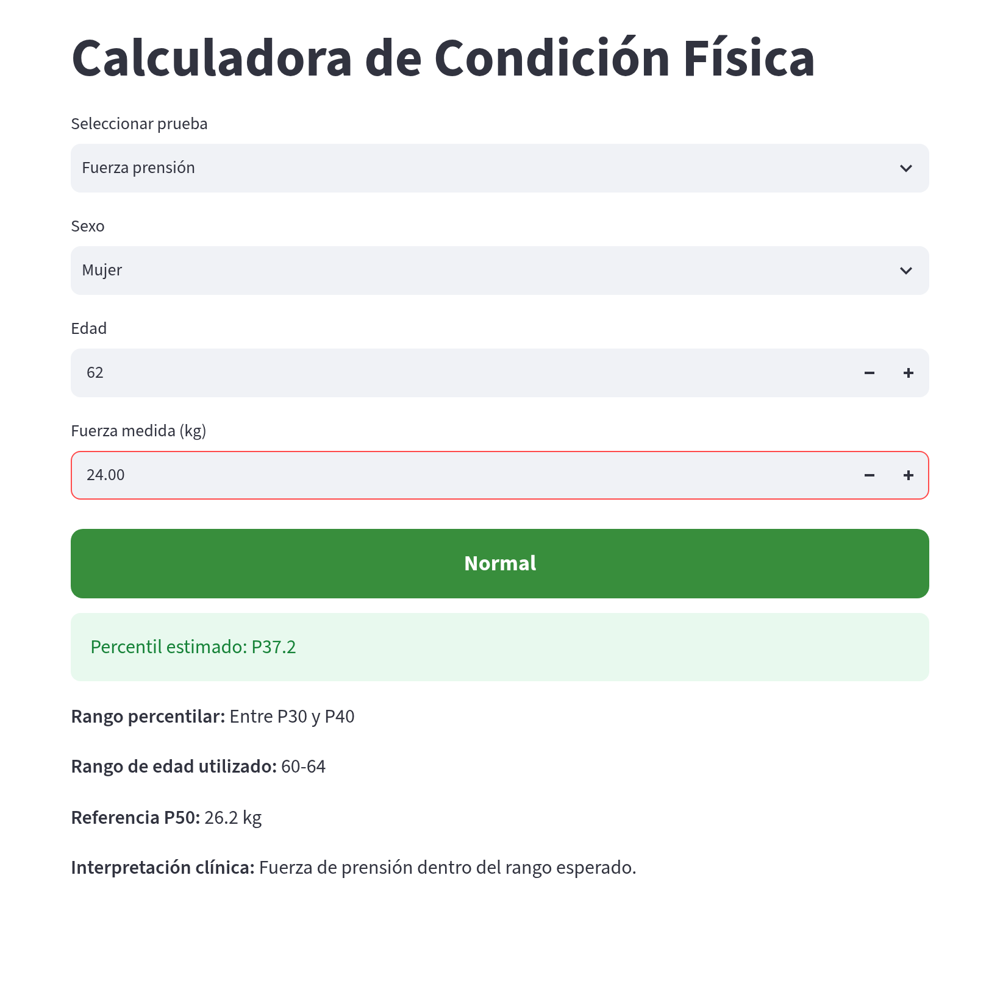 Calculadora de Condición Física
Seleccionar prueba
Fuerza prensión
Sexo
Mujer
Edad
62
Fuerza medida (kg)
24.00
Normal
Percentil estimado: P37.2
Rango percentilar: Entre P30 y P40
Rango de edad utilizado: 60-64
Referencia P50: 26.2 kg
Interpretación clínica: Fuerza de prensión dentro del rango esperado.